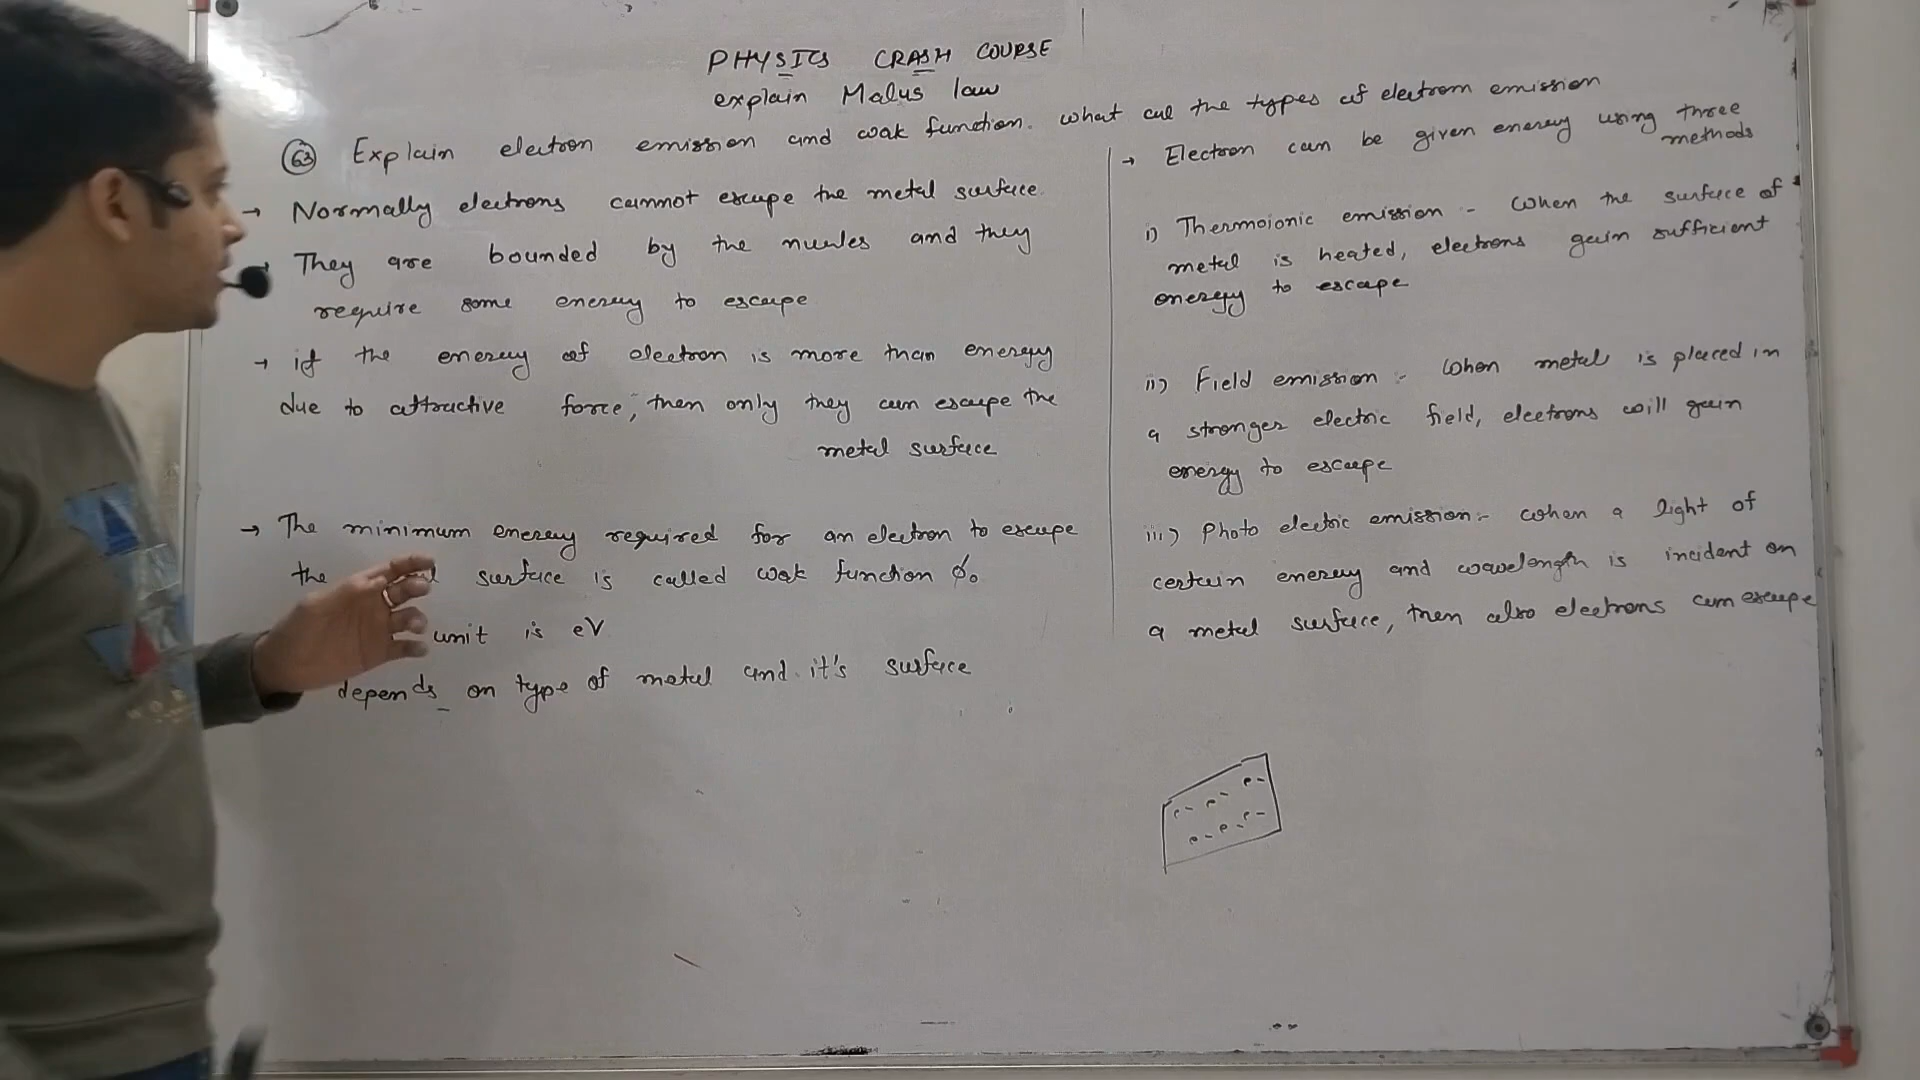 PHYSICS CRASH COURSE
explain Malus law
63 Explain electron emission and work function. What are the types of electron emission
→ Normally electrons cannot escape the metal surface.
They are bounded by the nucles and they
require some energy to escape
→ if the energy of electron is more than energy
due to attractive force, then only they can escape the
metal surface
→ The minimum energy required for an electron to escape
the surface is called work function ϕ₀
unit is eV
depends on type of metal and it's surface
→ Electron can be given energy using three
methods
i) Thermoionic emission - When the surface of
metal is heated, electrons gain sufficient
energy to escape
ii) Field emission :- When metal is placed in
a stronger electric field, electrons will gain
energy to escape
iii) Photo electric emission:- When a light of
certain energy and wavelength is incident on
a metal surface, then also electrons can escape
e- e- e-
e- e- e-